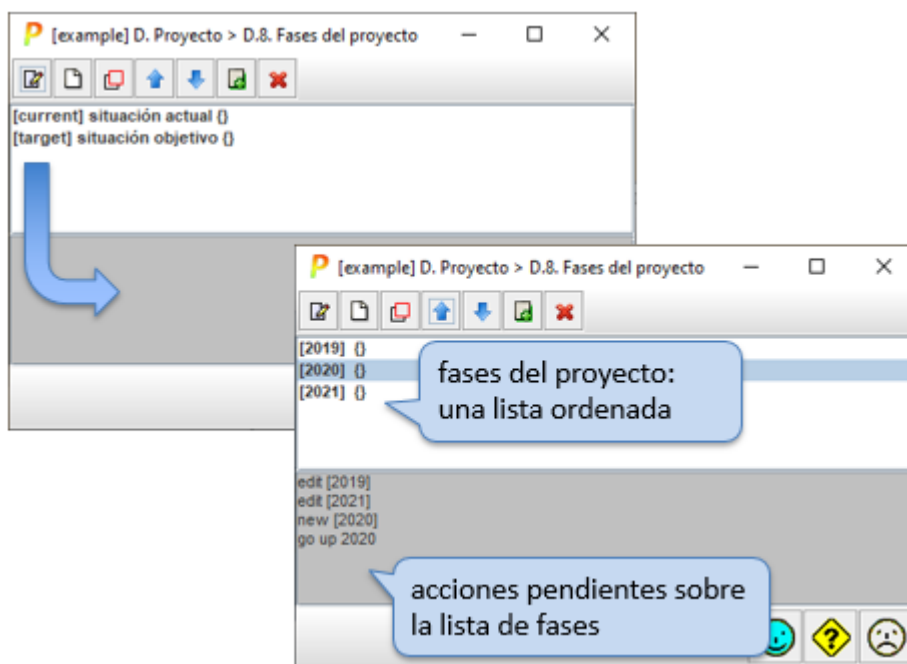 [example] D. Proyecto > D.8. Fases del proyecto
[current] situación actual {}
[target] situación objetivo {}
[example] D. Proyecto > D.8. Fases del proyecto
[2019] {}
[2020] {}
[2021] {}
fases del proyecto:
una lista ordenada
edit [2019]
edit [2021]
new [2020]
go up 2020
acciones pendientes sobre
la lista de fases